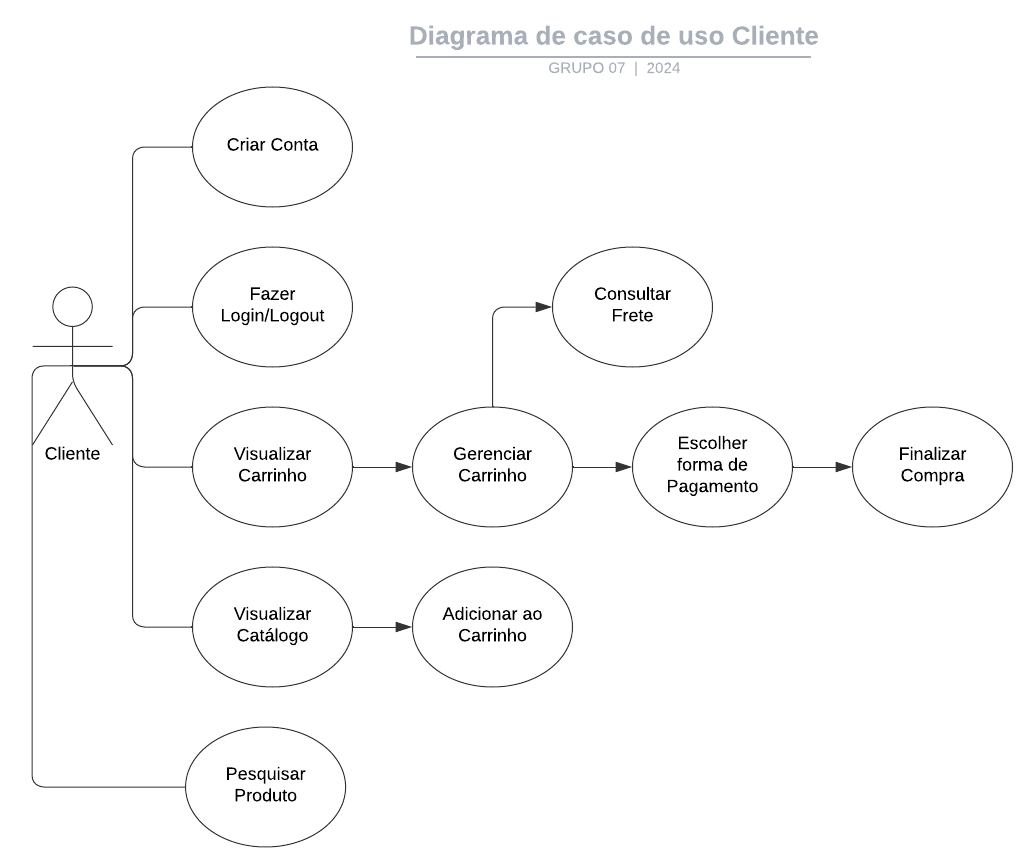 Diagrama de caso de uso Cliente
GRUPO 07 | 2024
Criar Conta
Fazer
Login/Logout
Consultar
Frete
Cliente
Visualizar
Carrinho
Gerenciar
Carrinho
Escolher
forma de
Pagamento
Finalizar
Compra
Visualizar
Catálogo
Adicionar ao
Carrinho
Pesquisar
Produto